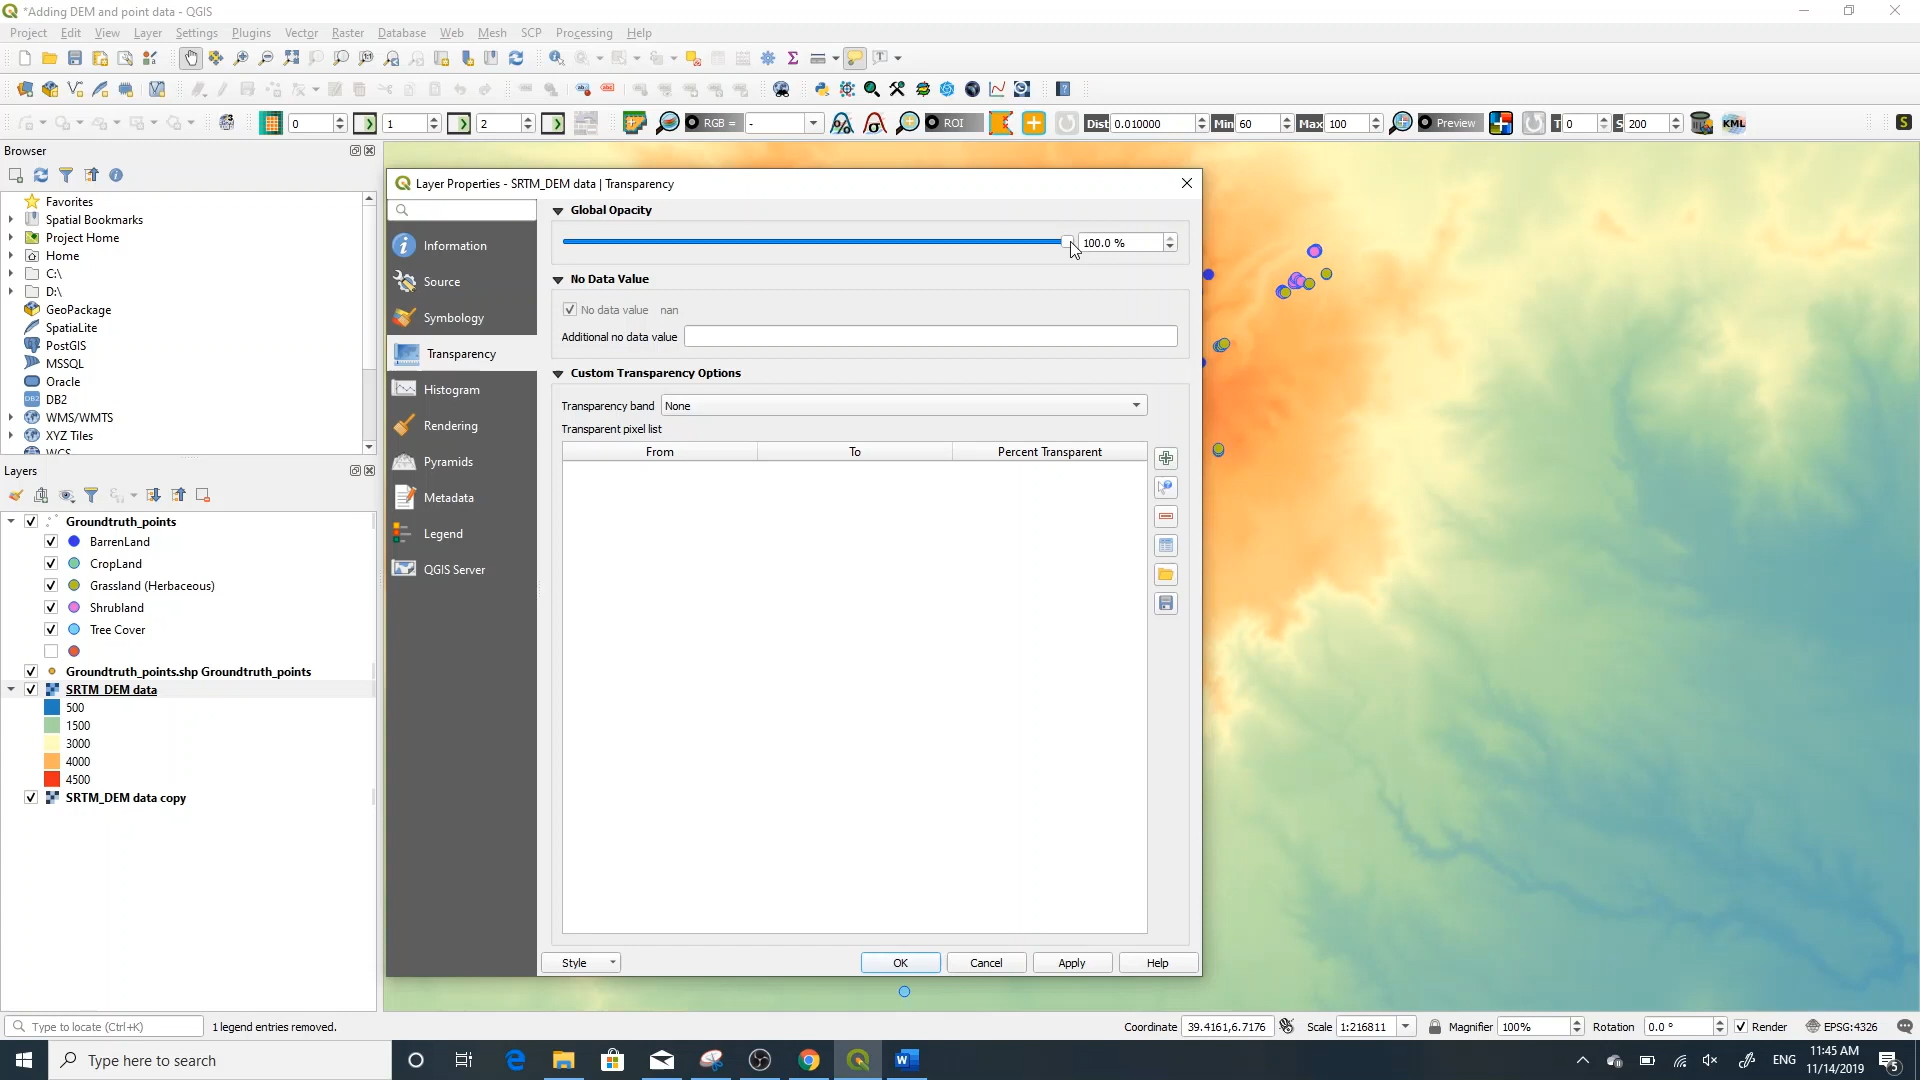 *Adding DEM and point data - QGIS
Project Edit View Layer Settings Plugins Vector Raster Database Web Mesh SCP Processing Help
0 1 2 RGB = - ROI Dist 0.010000 Min 60 Max 100 Preview T 0 S 200 KML S
Browser
Favorites
Spatial Bookmarks
Project Home
Home
C:\
D:\
GeoPackage
SpatiaLite
PostGIS
MSSQL
Oracle
DB2 DB2
WMS/WMTS
XYZ Tiles
WCS
Layers
Groundtruth_points
BarrenLand
CropLand
Grassland (Herbaceous)
Shrubland
Tree Cover
Groundtruth_points.shp Groundtruth_points
SRTM_DEM data
500
1500
3000
4000
4500
SRTM_DEM data copy
Layer Properties - SRTM_DEM data | Transparency
Information
Source
Symbology
Transparency
Histogram
Rendering
Pyramids
Metadata
Legend
QGIS Server
Global Opacity
100.0 %
No Data Value
No data value nan
Additional no data value
Custom Transparency Options
Transparency band None
Transparent pixel list
From To Percent Transparent
Style OK Cancel Apply Help
Type to locate (Ctrl+K) 1 legend entries removed. Coordinate 39.4161,6.7176 Scale 1:216811 Magnifier 100% Rotation 0.0 ° Render EPSG:4326
Type here to search
ENG
11:45 AM
11/14/2019
5